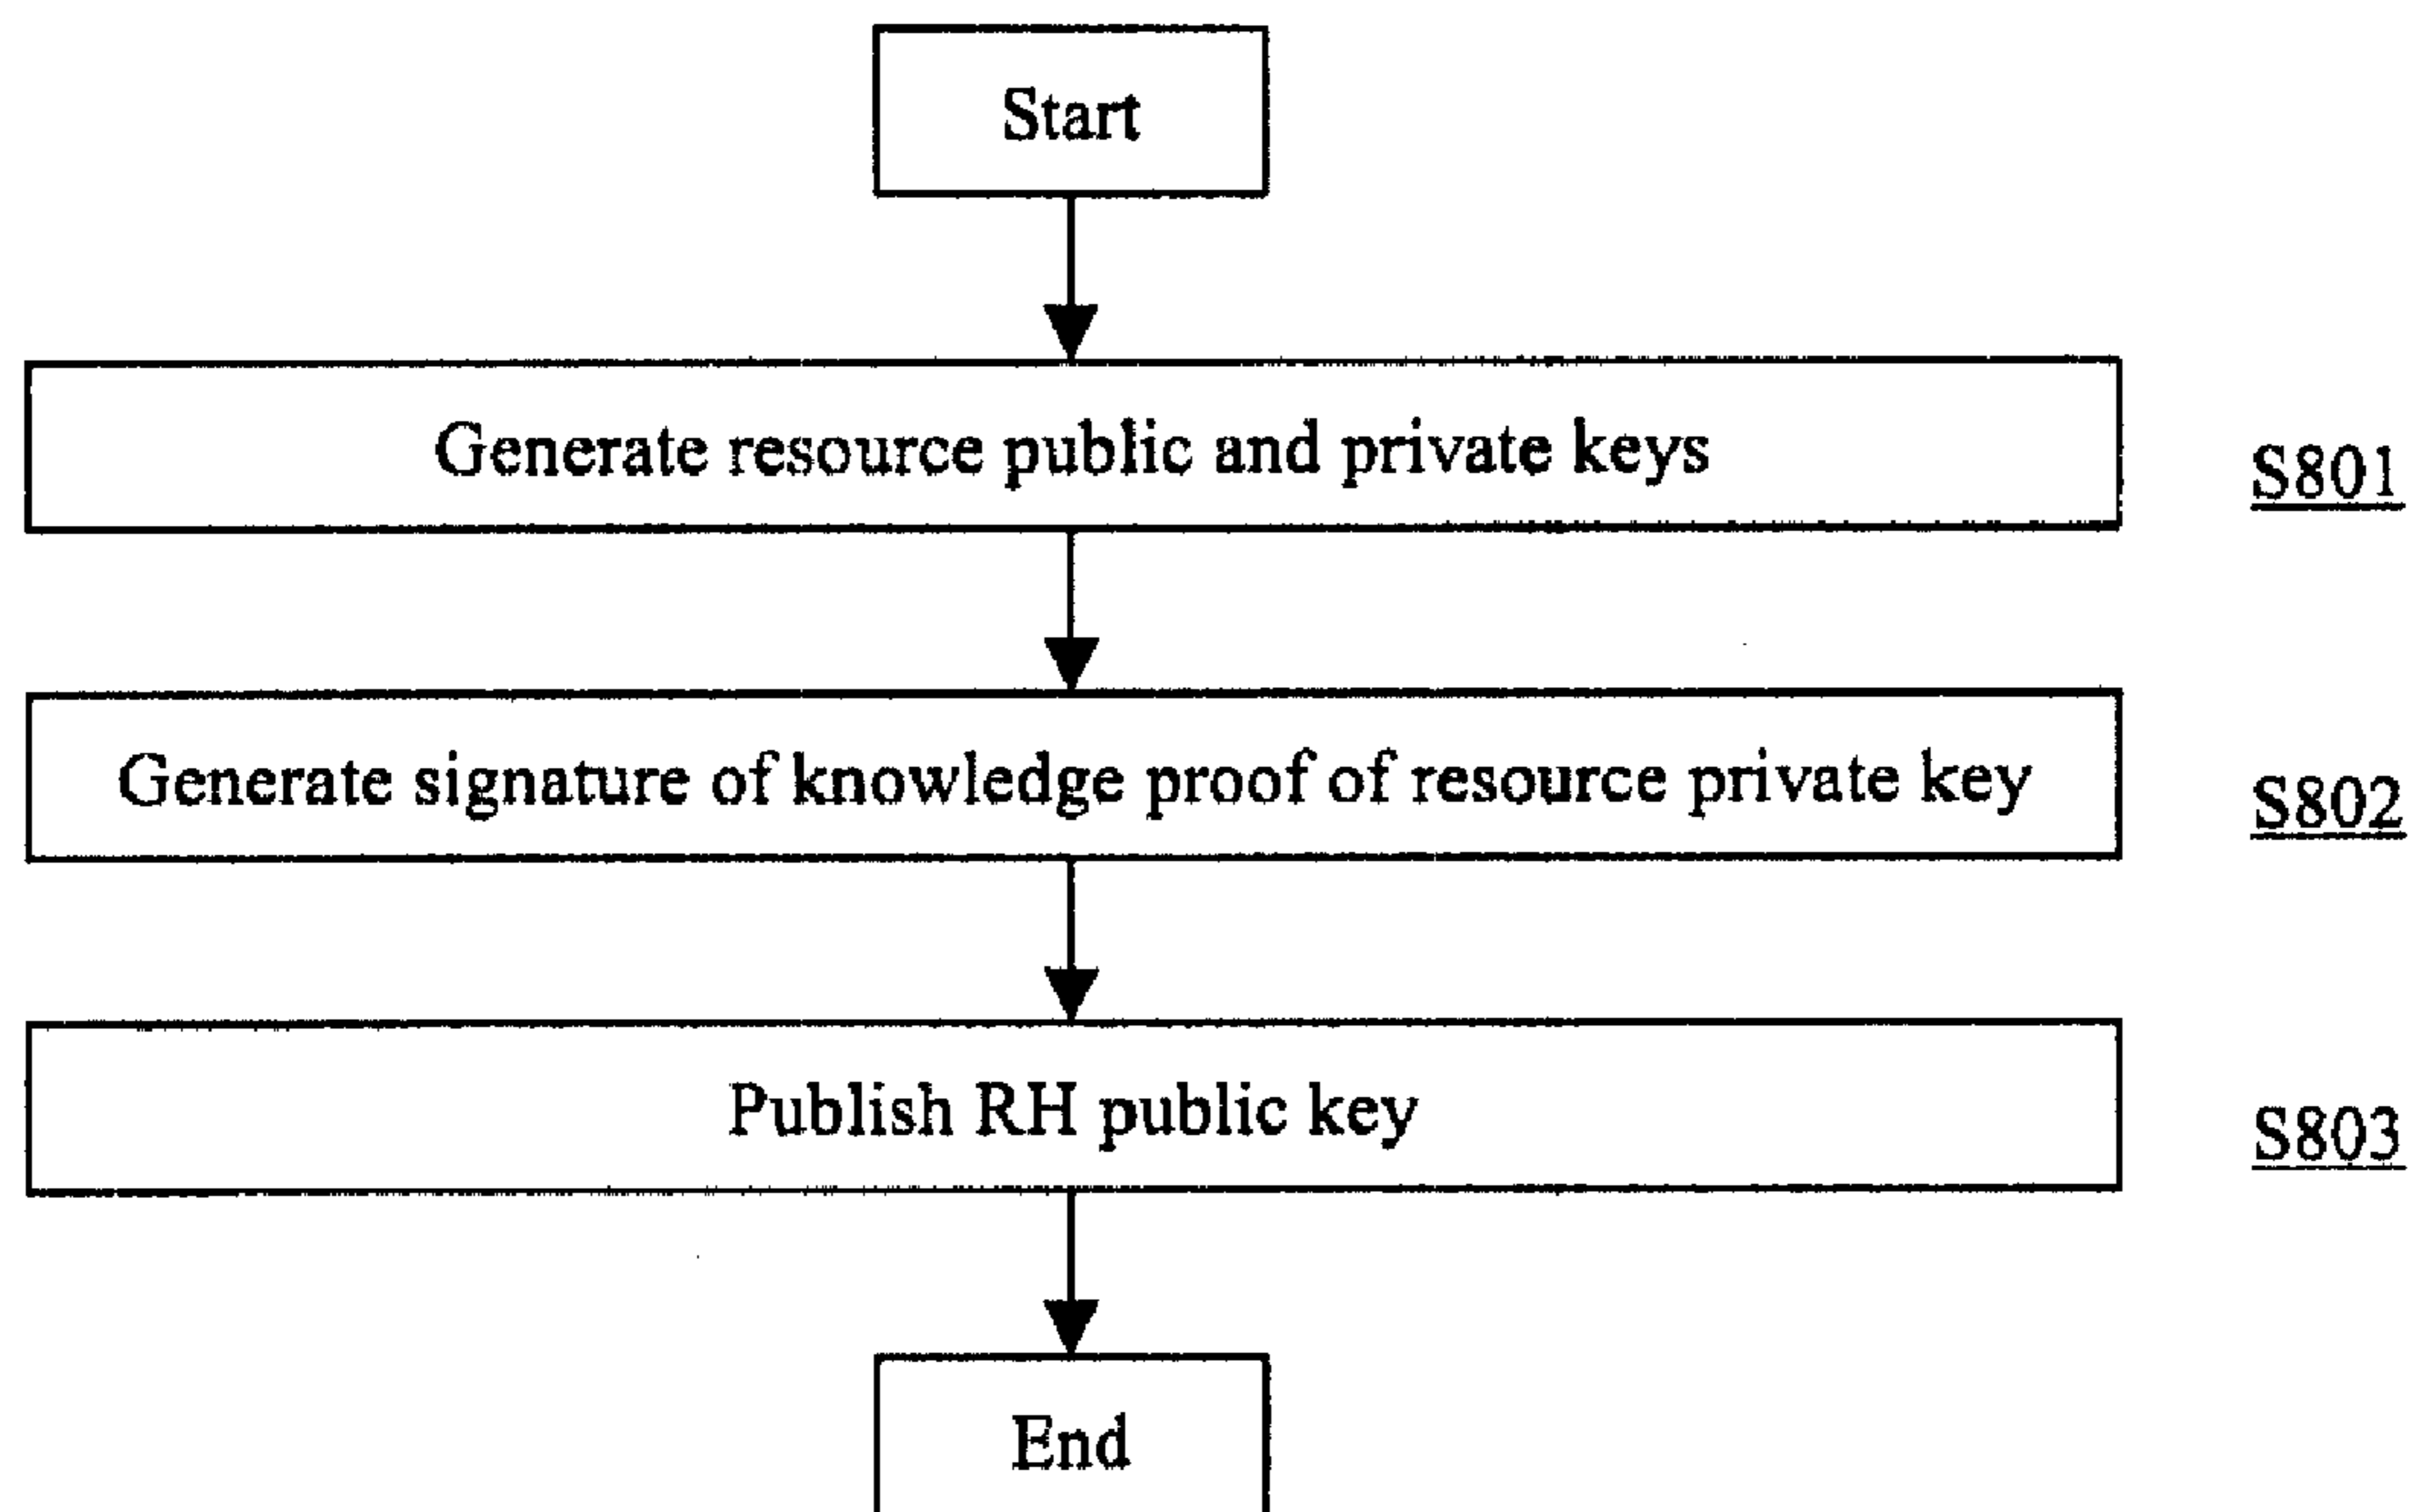 Start
Generate resource public and private keys
S801
Generate signature of knowledge proof of resource private key
S802
Publish RH public key
S803
End